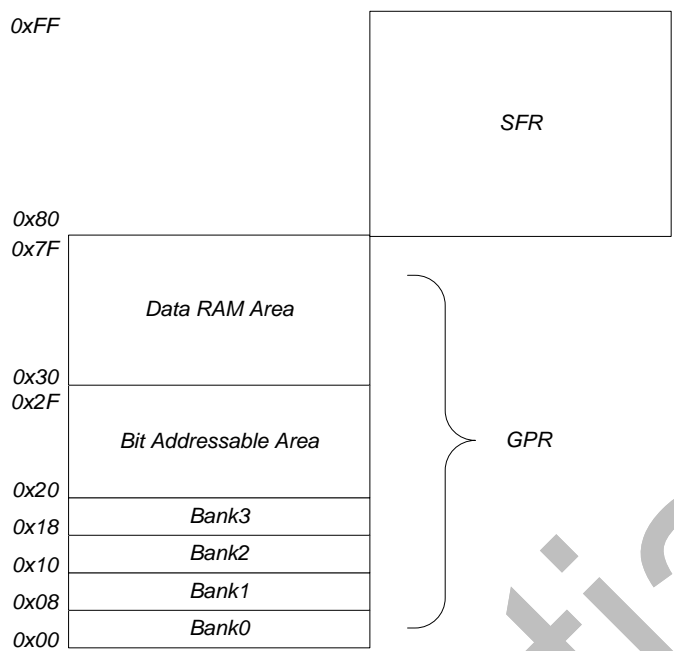 0xFF
SFR
0x80
0x7F
Data RAM Area
0x30
0x2F
Bit Addressable Area
GPR
0x20
Bank3
0x18
Bank2
0x10
Bank1
0x08
Bank0
0x00